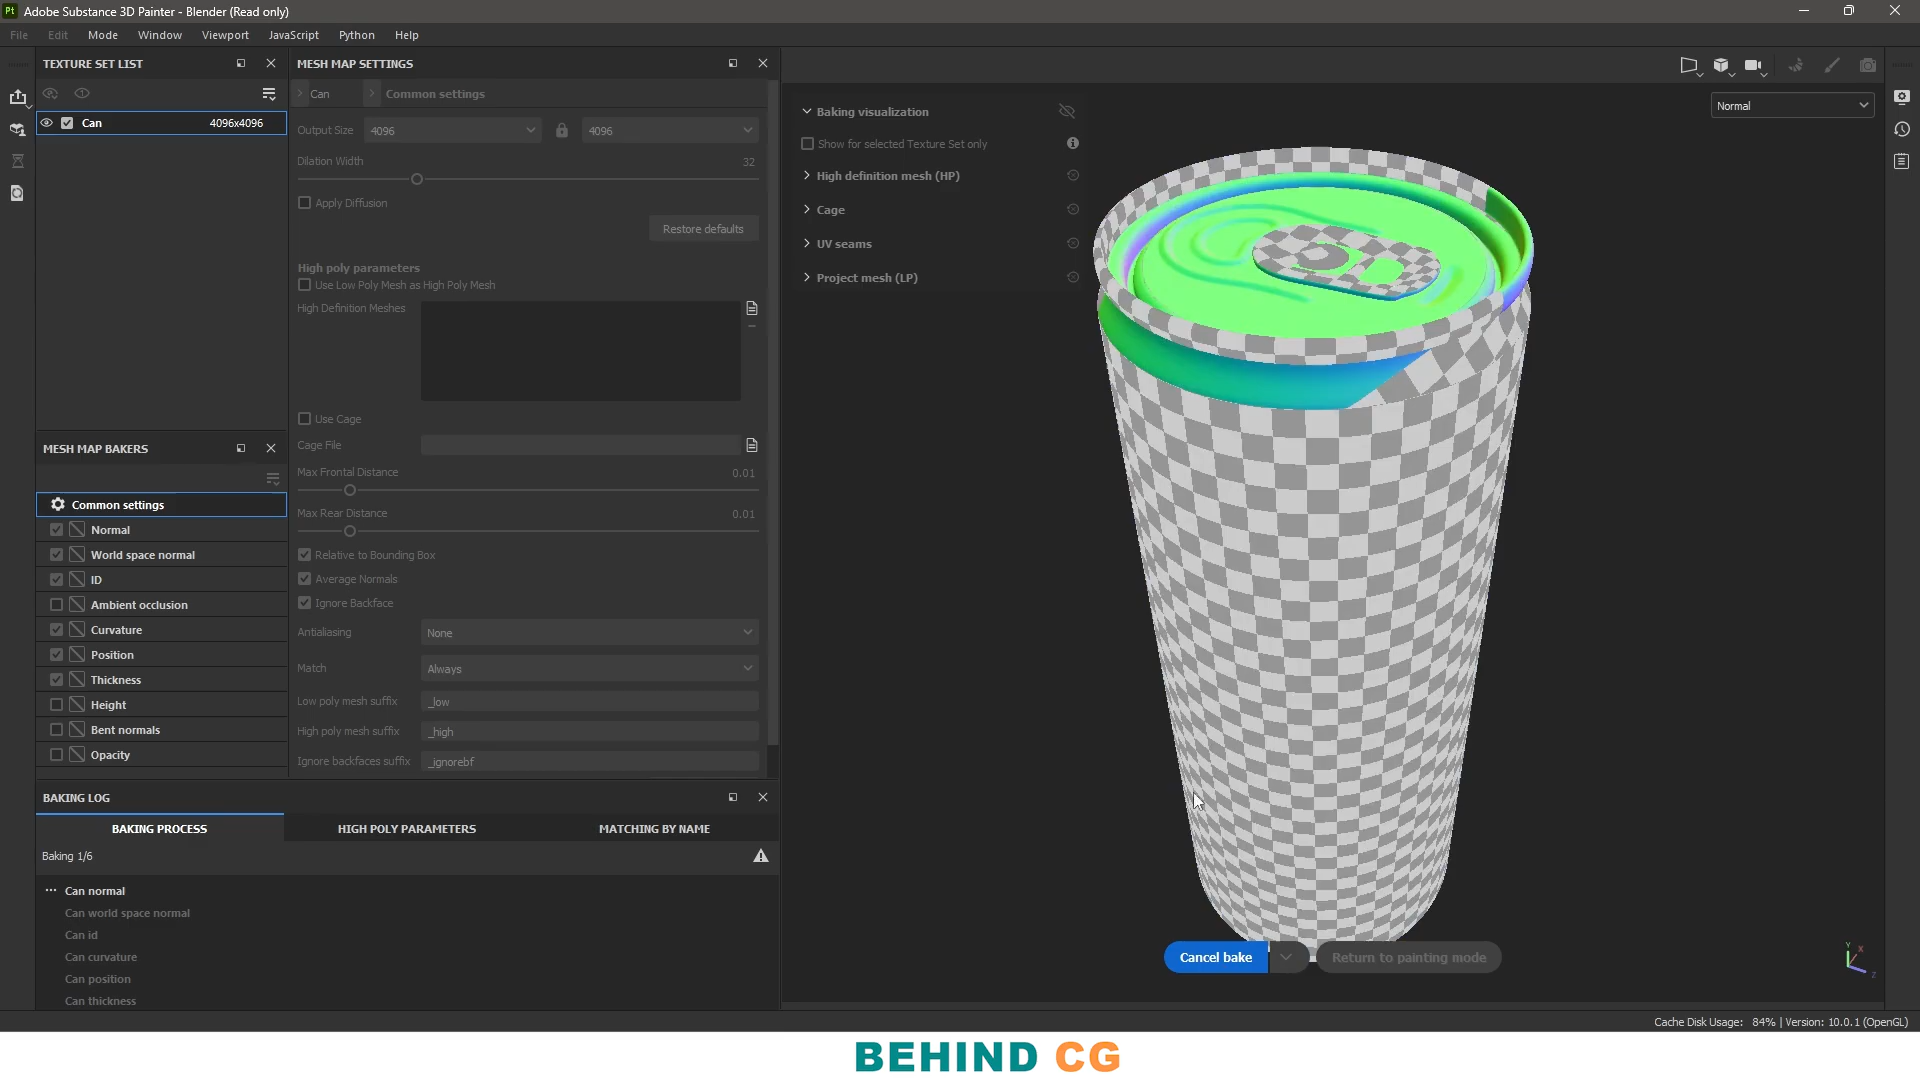 Pt Adobe Substance 3D Painter - Blender (Read only)
File Edit Mode Window Viewport JavaScript Python Help
TEXTURE SET LIST
Can 4096x4096
MESH MAP BAKERS
Common settings
Normal
World space normal
ID
Ambient occlusion
Curvature
Position
Thickness
Height
Bent normals
Opacity
MESH MAP SETTINGS
Can Common settings
Output Size 4096 4096
Dilation Width 32
Apply Diffusion
Restore defaults
High poly parameters
Use Low Poly Mesh as High Poly Mesh
High Definition Meshes
Use Cage
Cage File
Max Frontal Distance 0.01
Max Rear Distance 0.01
Relative to Bounding Box
Average Normals
Ignore Backface
Antialiasing None
Match Always
Low poly mesh suffix _low
High poly mesh suffix _high
Ignore backfaces suffix _ignorebf
BAKING LOG
BAKING PROCESS HIGH POLY PARAMETERS MATCHING BY NAME
Baking 1/6
Can normal
Can world space normal
Can id
Can curvature
Can position
Can thickness
Baking visualization
Show for selected Texture Set only
High definition mesh (HP)
Cage
UV seams
Project mesh (LP)
Normal
Cancel bake Return to painting mode
Y X Z
Cache Disk Usage: 84% | Version: 10.0.1 (OpenGL)
BEHIND CG